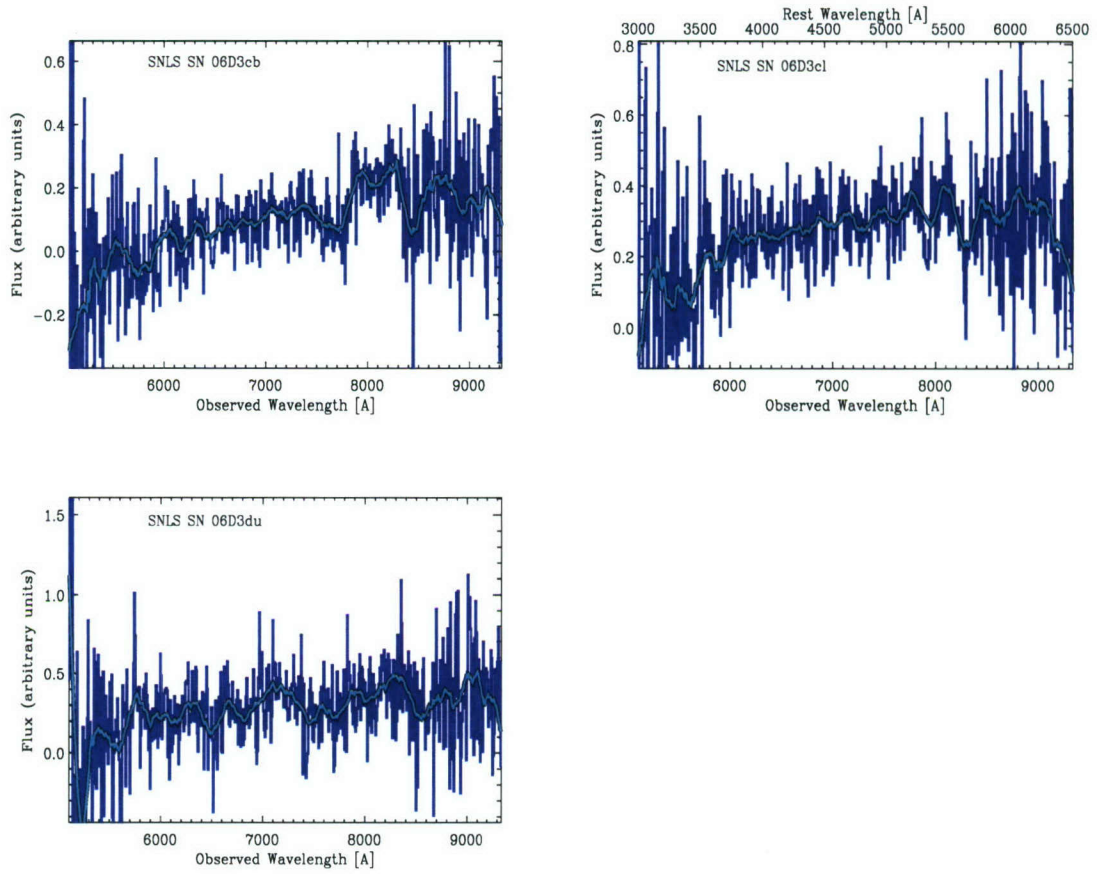 SNLS SN 06D3cb
0.6
0.4
0.2
0.0
−0.2
Flux (arbitrary units)
6000 7000 8000 9000
Observed Wavelength [A]
Rest Wavelength [A]
3000 3500 4000 4500 5000 5500 6000 6500
SNLS SN 06D3cl
0.8
0.6
0.4
0.2
0.0
Flux (arbitrary units)
6000 7000 8000 9000
Observed Wavelength [A]
SNLS SN 06D3du
1.5
1.0
0.5
0.0
Flux (arbitrary units)
6000 7000 8000 9000
Observed Wavelength [A]